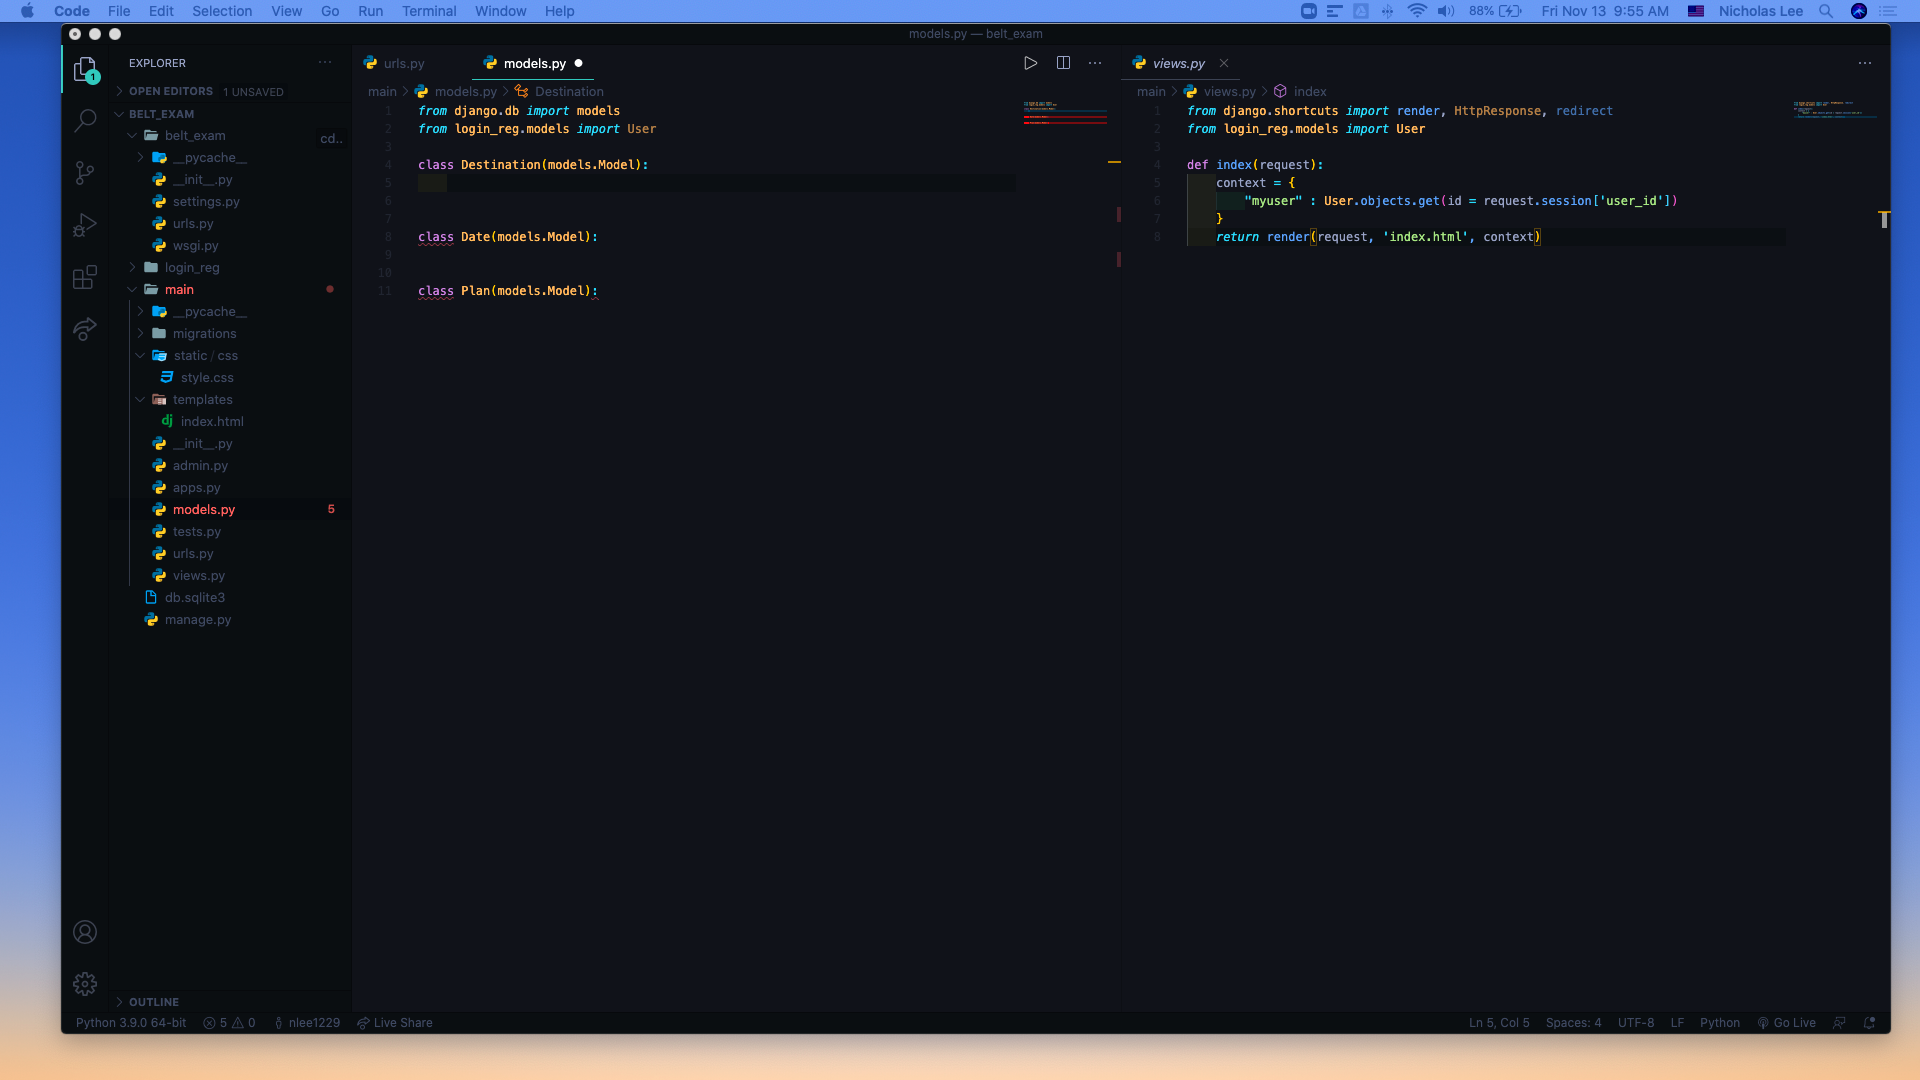 Code File Edit Selection View Go Run Terminal Window Help 88% Fri Nov 13 9:55 AM Nicholas Lee
models.py — belt_exam
EXPLORER
OPEN EDITORS 1 UNSAVED
BELT_EXAM
belt_exam cd..
__pycache__
__init__.py
settings.py
urls.py
wsgi.py
login_reg
main
__pycache__
migrations
static / css
style.css
templates
index.html
__init__.py
admin.py
apps.py
models.py 5
tests.py
urls.py
views.py
db.sqlite3
manage.py
OUTLINE
1
urls.py models.py
main > models.py > Destination
1 from django.db import models
2 from login_reg.models import User
3
4 class Destination(models.Model):
5
6
7
8 class Date(models.Model):
9
10
11 class Plan(models.Model):
views.py
main > views.py > index
1 from django.shortcuts import render, HttpResponse, redirect
2 from login_reg.models import User
3
4 def index(request):
5 context = {
6 "myuser" : User.objects.get(id = request.session['user_id'])
7 }
8 return render(request, 'index.html', context)
Python 3.9.0 64-bit 5 0 nlee1229 Live Share Ln 5, Col 5 Spaces: 4 UTF-8 LF Python Go Live